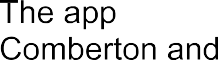 The app
Comberton and